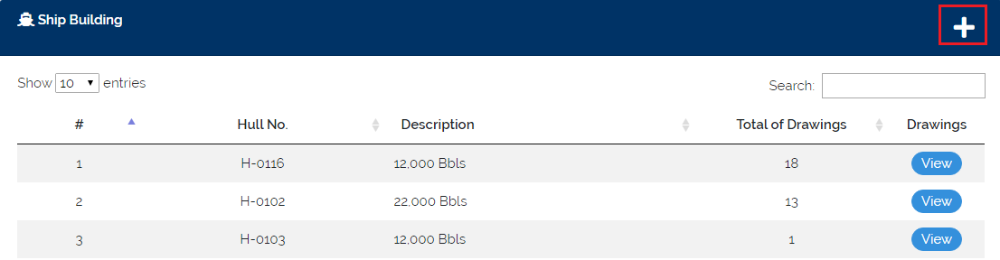 Ship Building
Show 10 entries Search:
# Hull No. Description Total of Drawings Drawings
1 H-0116 12,000 Bbls 18 View
2 H-0102 22,000 Bbls 13 View
3 H-0103 12,000 Bbls 1 View